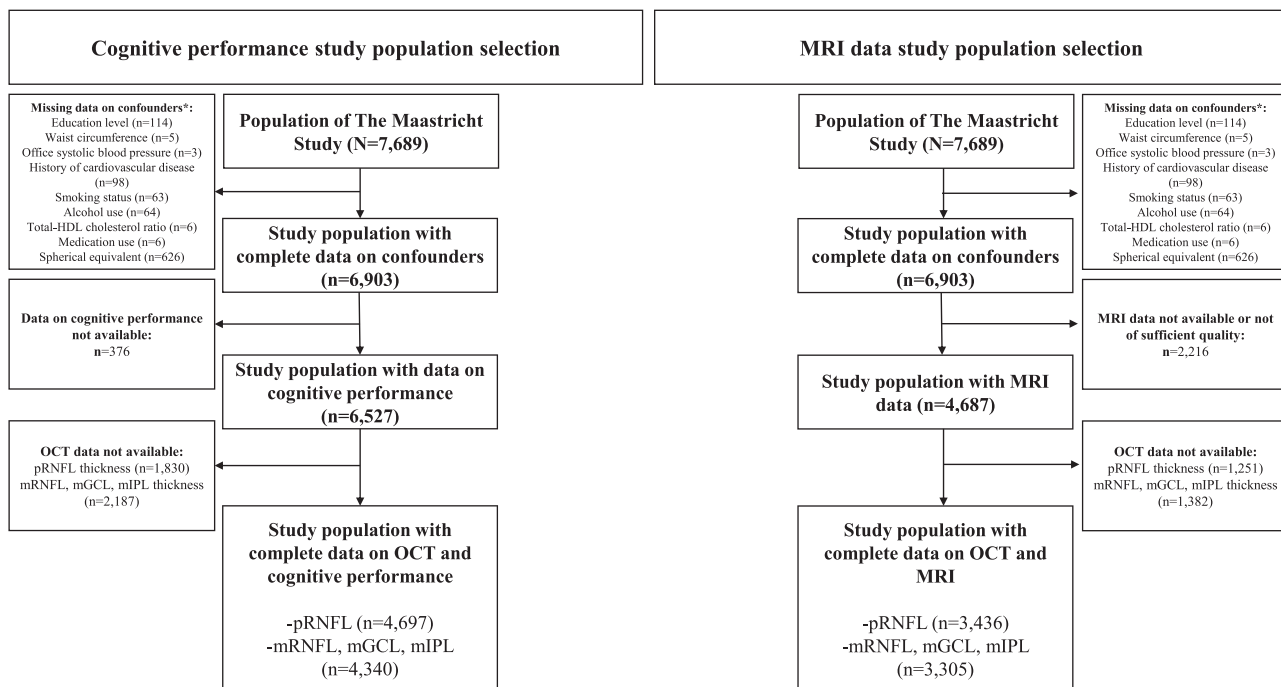 Cognitive performance study population selection
Missing data on confounders*:
Education level (n=114)
Waist circumference (n=5)
Office systolic blood pressure (n=3)
History of cardiovascular disease
(n=98)
Smoking status (n=63)
Alcohol use (n=64)
Total-HDL cholesterol ratio (n=6)
Medication use (n=6)
Spherical equivalent (n=626)
Population of The Maastricht
Study (N=7,689)
Study population with
complete data on confounders
(n=6,903)
Data on cognitive performance
not available:
n=376
Study population with data on
cognitive performance
(n=6,527)
OCT data not available:
pRNFL thickness (n=1,830)
mRNFL, mGCL, mIPL thickness
(n=2,187)
Study population with
complete data on OCT and
cognitive performance
-pRNFL (n=4,697)
-mRNFL, mGCL, mIPL
(n=4,340)
MRI data study population selection
Population of The Maastricht
Study (N=7,689)
Missing data on confounders*:
Education level (n=114)
Waist circumference (n=5)
Office systolic blood pressure (n=3)
History of cardiovascular disease
(n=98)
Smoking status (n=63)
Alcohol use (n=64)
Total-HDL cholesterol ratio (n=6)
Medication use (n=6)
Spherical equivalent (n=626)
Study population with
complete data on confounders
(n=6,903)
MRI data not available or not
of sufficient quality:
n=2,216
Study population with MRI
data (n=4,687)
OCT data not available:
pRNFL thickness (n=1,251)
mRNFL, mGCL, mIPL thickness
(n=1,382)
Study population with
complete data on OCT and
MRI
-pRNFL (n=3,436)
-mRNFL, mGCL, mIPL
(n=3,305)